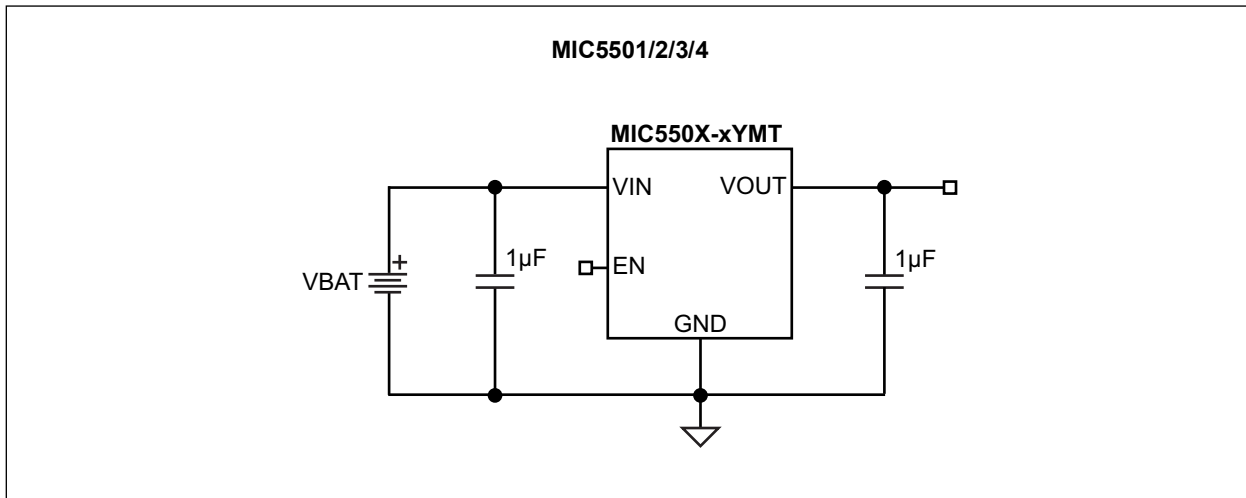 MIC5501/2/3/4
MIC550X-xYMT
VIN
VOUT
EN
1µF
1µF
VBAT
+
GND